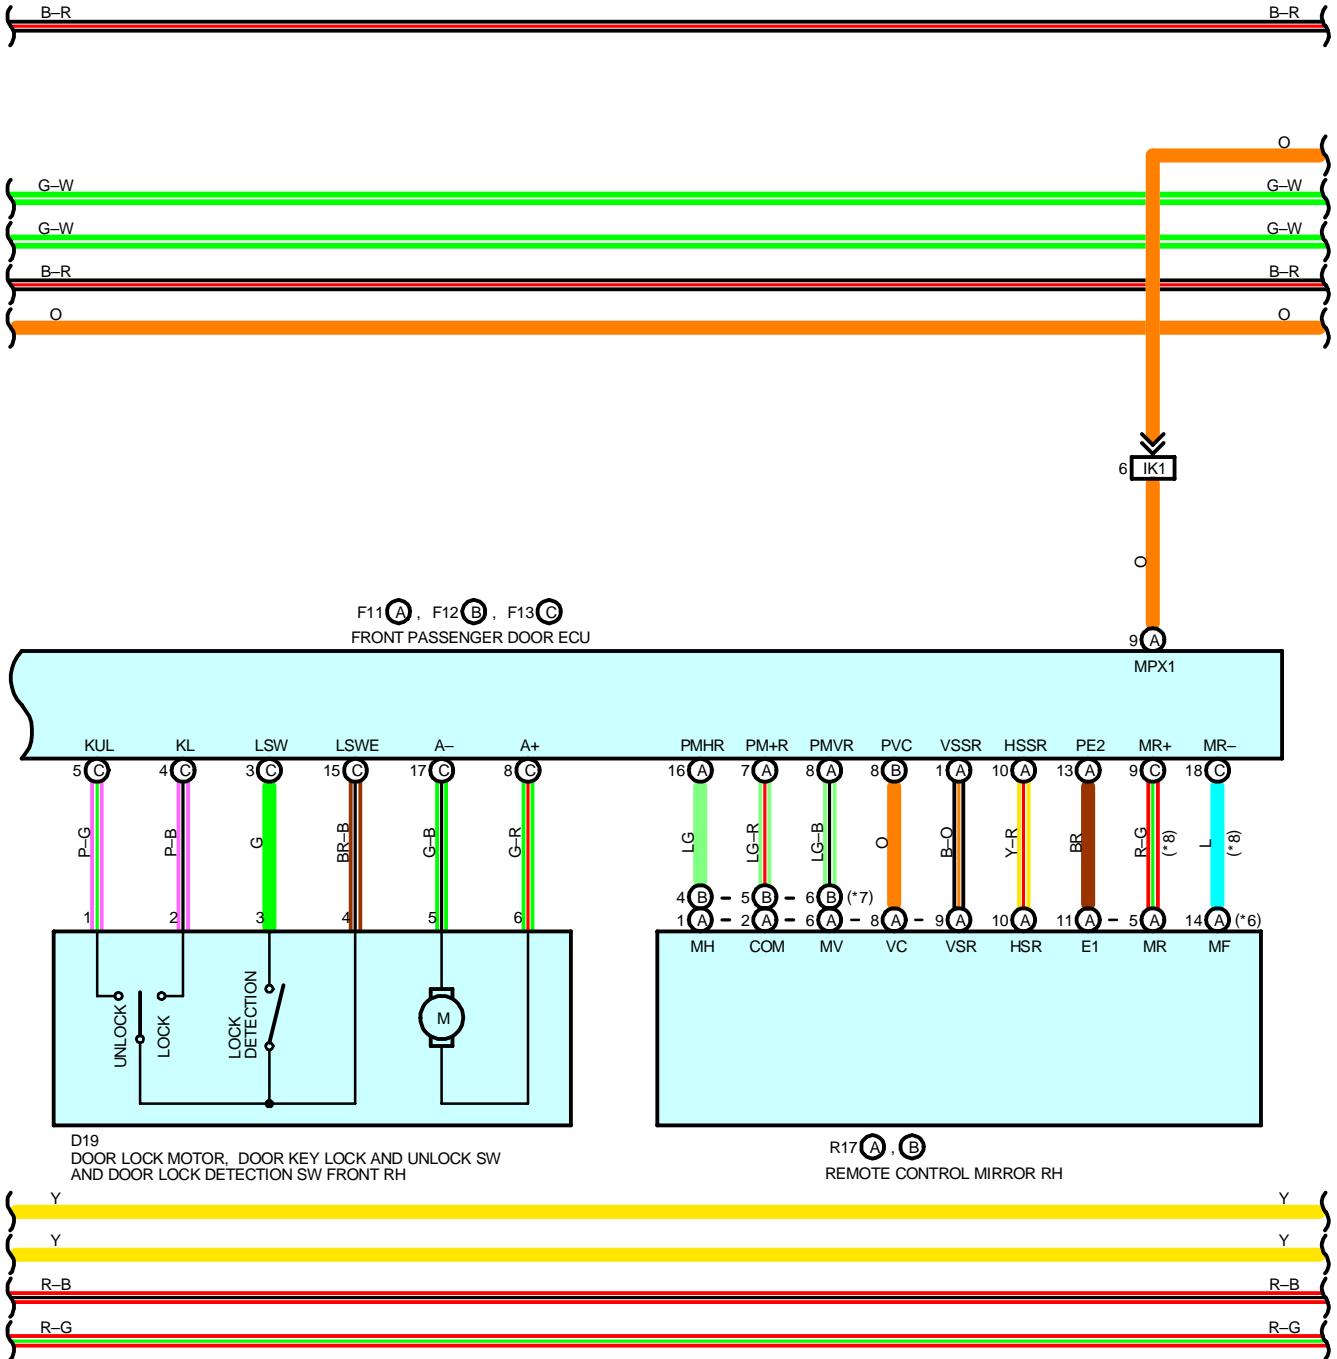 B–R B–R
O
G–W G–W
G–W G–W
B–R B–R
O O
6 IK1
O
F11 A , F12 B , F13 C
FRONT PASSENGER DOOR ECU
9 A
MPX1
KUL KL LSW LSWE A– A+ PMHR PM+R PMVR PVC VSSR HSSR PE2 MR+ MR–
5 C 4 C 3 C 15 C 17 C 8 C 16 A 7 A 8 A 8 B 1 A 10 A 13 A 9 C 18 C
P–G P–B G BR–B G–B G–R LG LG–R LG–B O B–O Y–R BR R–G (*8) L (*8)
4 B – 5 B – 6 B (*7)
1 2 3 4 5 6 1 A – 2 A – 6 A – 8 A – 9 A 10 A 11 A – 5 A 14 A (*6)
MH COM MV VC VSR HSR E1 MR MF
UNLOCK LOCK
LOCK
DETECTION
M
D19
DOOR LOCK MOTOR, DOOR KEY LOCK AND UNLOCK SW
AND DOOR LOCK DETECTION SW FRONT RH
R17 A , B
REMOTE CONTROL MIRROR RH
Y Y
Y Y
R–B R–B
R–G R–G